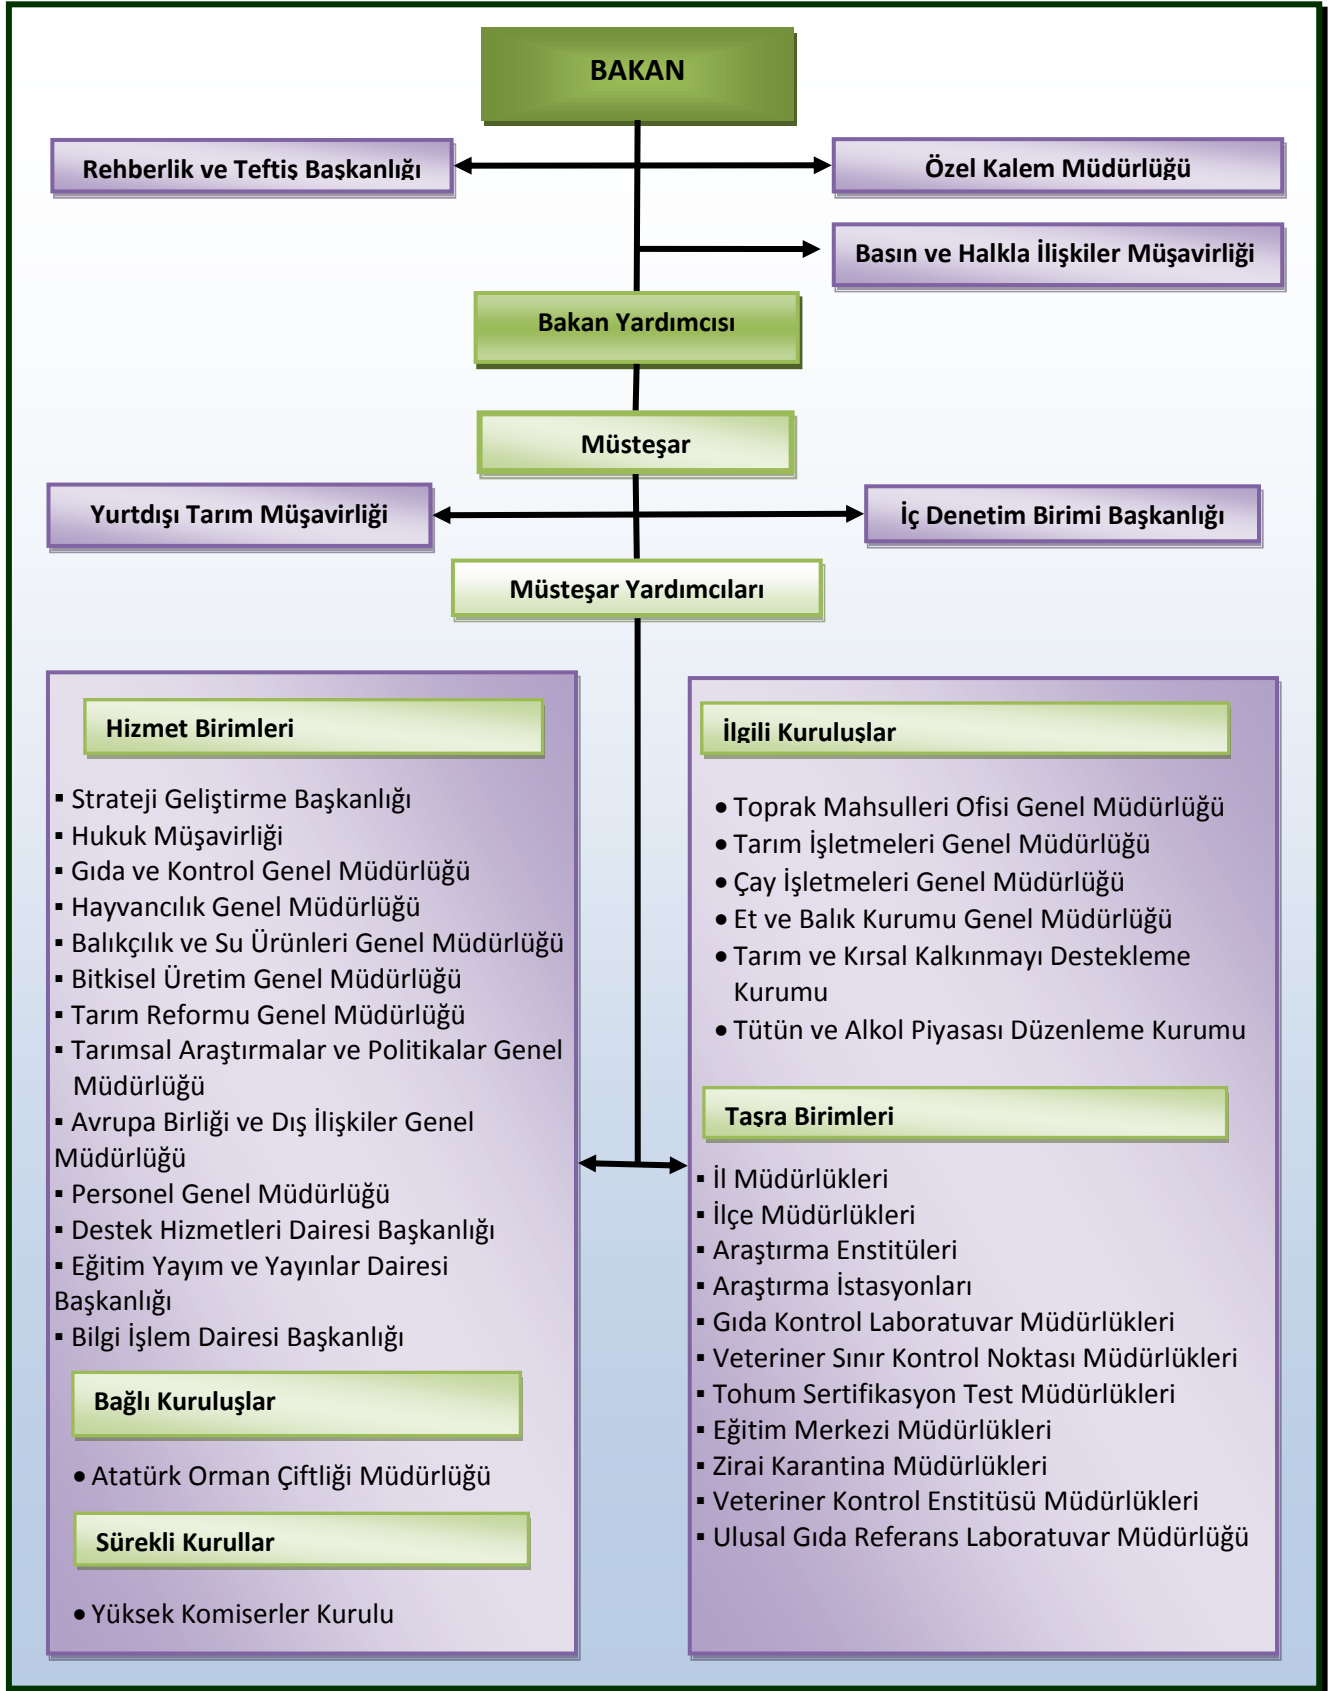 BAKAN
Rehberlik ve Teftiş Başkanlığı
Özel Kalem Müdürlüğü
Basın ve Halkla İlişkiler Müşavirliği
Bakan Yardımcısı
Müsteşar
Yurtdışı Tarım Müşavirliği
İç Denetim Birimi Başkanlığı
Müsteşar Yardımcıları
Hizmet Birimleri
▪ Strateji Geliştirme Başkanlığı
▪ Hukuk Müşavirliği
▪ Gıda ve Kontrol Genel Müdürlüğü
▪ Hayvancılık Genel Müdürlüğü
▪ Balıkçılık ve Su Ürünleri Genel Müdürlüğü
▪ Bitkisel Üretim Genel Müdürlüğü
▪ Tarım Reformu Genel Müdürlüğü
▪ Tarımsal Araştırmalar ve Politikalar Genel
Müdürlüğü
▪ Avrupa Birliği ve Dış İlişkiler Genel
Müdürlüğü
▪ Personel Genel Müdürlüğü
▪ Destek Hizmetleri Dairesi Başkanlığı
▪ Eğitim Yayım ve Yayınlar Dairesi
Başkanlığı
▪ Bilgi İşlem Dairesi Başkanlığı
Bağlı Kuruluşlar
• Atatürk Orman Çiftliği Müdürlüğü
Sürekli Kurullar
• Yüksek Komiserler Kurulu
İlgili Kuruluşlar
• Toprak Mahsulleri Ofisi Genel Müdürlüğü
• Tarım İşletmeleri Genel Müdürlüğü
• Çay İşletmeleri Genel Müdürlüğü
• Et ve Balık Kurumu Genel Müdürlüğü
• Tarım ve Kırsal Kalkınmayı Destekleme
Kurumu
• Tütün ve Alkol Piyasası Düzenleme Kurumu
Taşra Birimleri
▪ İl Müdürlükleri
▪ İlçe Müdürlükleri
▪ Araştırma Enstitüleri
▪ Araştırma İstasyonları
▪ Gıda Kontrol Laboratuvar Müdürlükleri
▪ Veteriner Sınır Kontrol Noktası Müdürlükleri
▪ Tohum Sertifikasyon Test Müdürlükleri
▪ Eğitim Merkezi Müdürlükleri
▪ Zirai Karantina Müdürlükleri
▪ Veteriner Kontrol Enstitüsü Müdürlükleri
▪ Ulusal Gıda Referans Laboratuvar Müdürlüğü